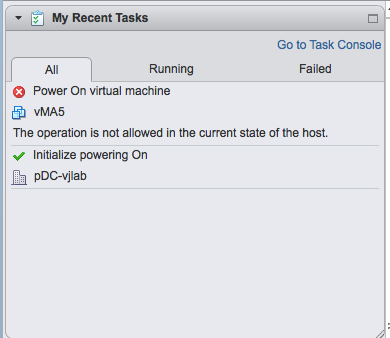 My Recent Tasks
Go to Task Console
All Running Failed
Power On virtual machine
vMA5
The operation is not allowed in the current state of the host.
Initialize powering On
pDC-vjlab